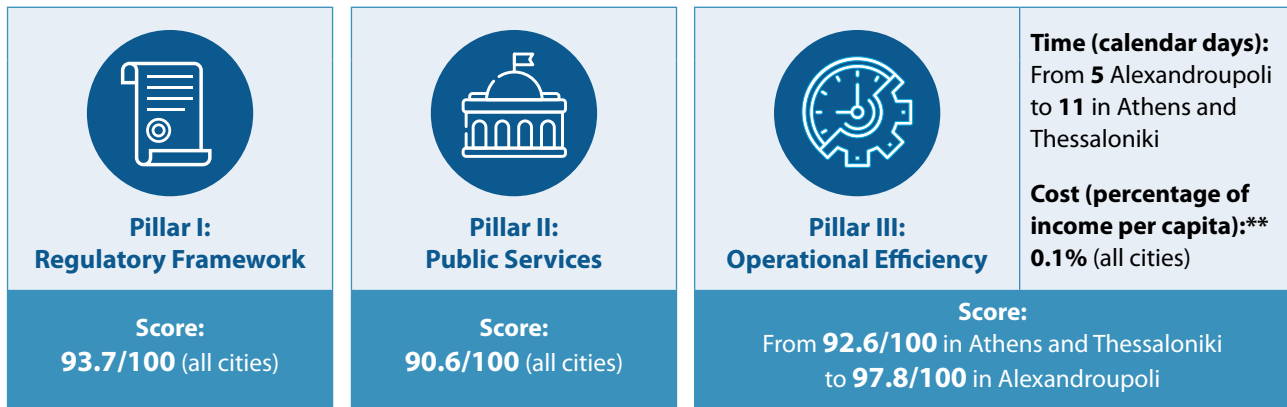 Pillar I:
Regulatory Framework
Score:
93.7/100 (all cities)
Pillar II:
Public Services
Score:
90.6/100 (all cities)
Pillar III:
Operational Efficiency
Time (calendar days):
From 5 Alexandroupoli
to 11 in Athens and
Thessaloniki
Cost (percentage of
income per capita):**
0.1% (all cities)
Score:
From 92.6/100 in Athens and Thessaloniki
to 97.8/100 in Alexandroupoli